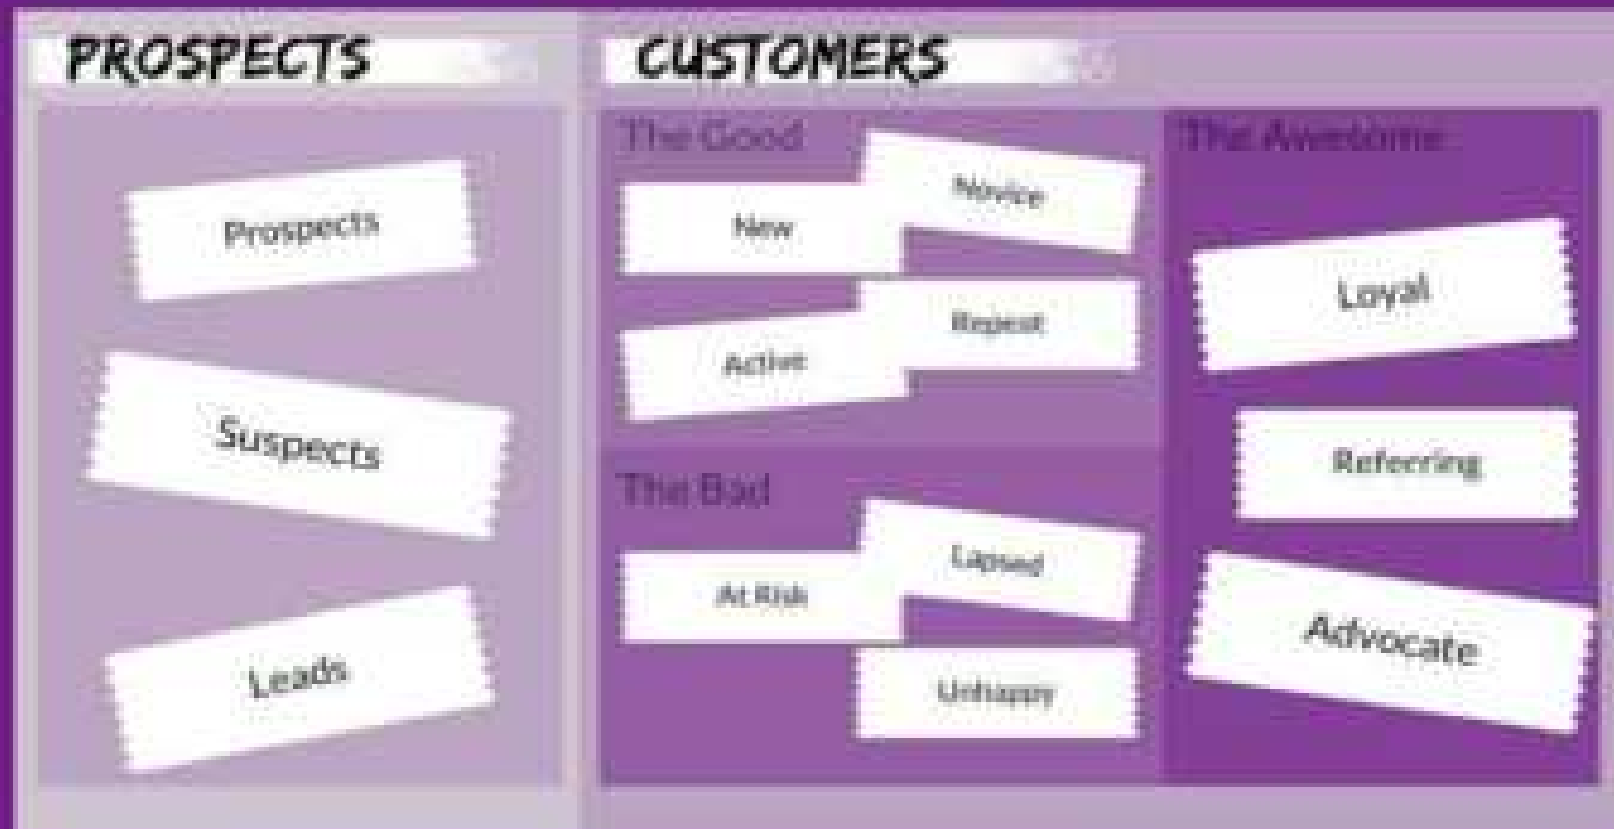 PROSPECTS
Prospects
Suspects
Leads
CUSTOMERS
The Good
New
Novice
Active
Repeat
The Bad
At Risk
Lapsed
Unhappy
The Awesome
Loyal
Referring
Advocate